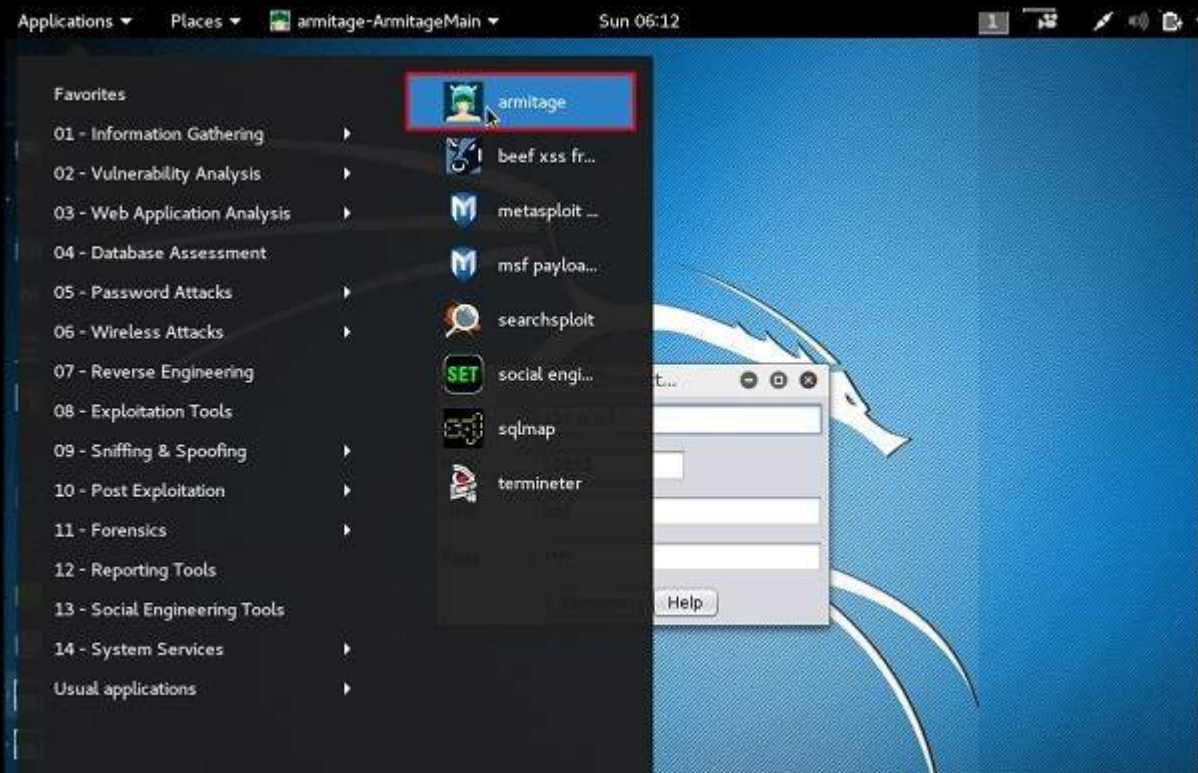 Applications Places armitage-ArmitageMain Sun 06:12 1
Favorites
01 - Information Gathering
02 - Vulnerability Analysis
03 - Web Application Analysis
04 - Database Assessment
05 - Password Attacks
06 - Wireless Attacks
07 - Reverse Engineering
08 - Exploitation Tools
09 - Sniffing & Spoofing
10 - Post Exploitation
11 - Forensics
12 - Reporting Tools
13 - Social Engineering Tools
14 - System Services
Usual applications
armitage
beef xss fr...
metasploit ...
msf payloa...
searchsploit
SET social engi...
sqlmap
termineter
t...
Help